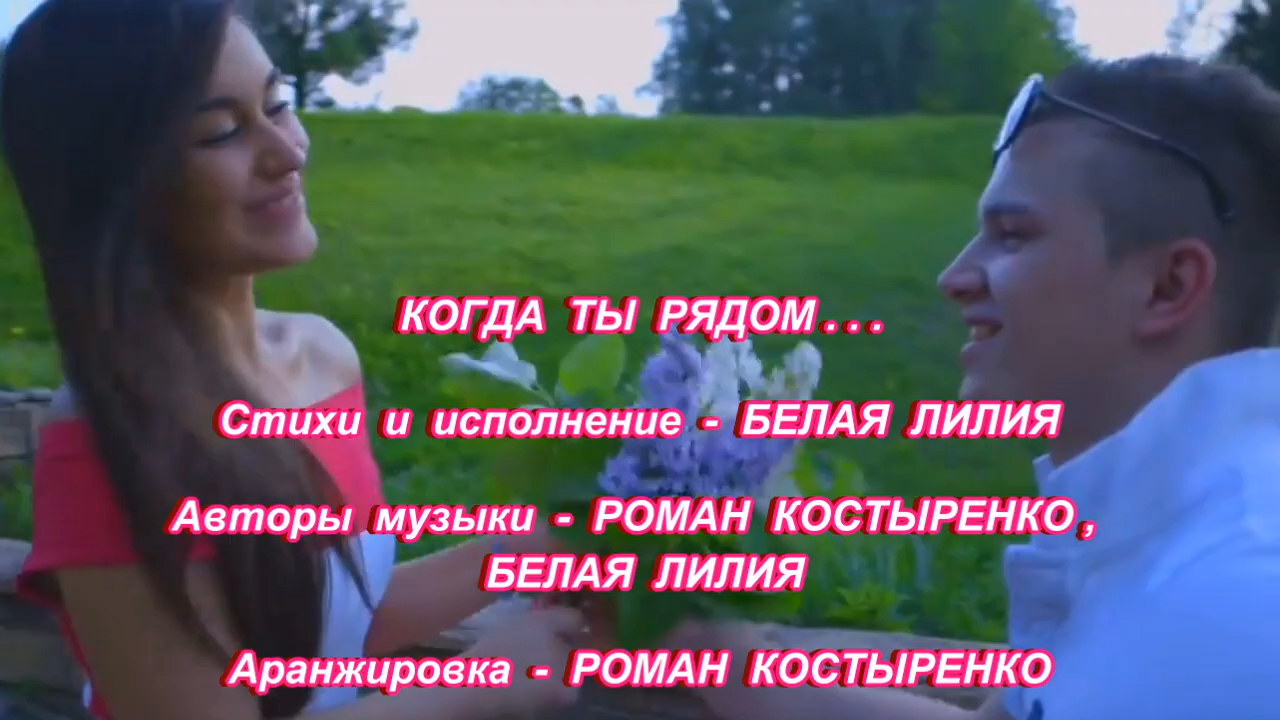 КОГДА ТЫ РЯДОМ...
Стихи и исполнение - БЕЛАЯ ЛИЛИЯ
Авторы музыки - РОМАН КОСТЫРЕНКО,
БЕЛАЯ ЛИЛИЯ
Аранжировка - РОМАН КОСТЫРЕНКО